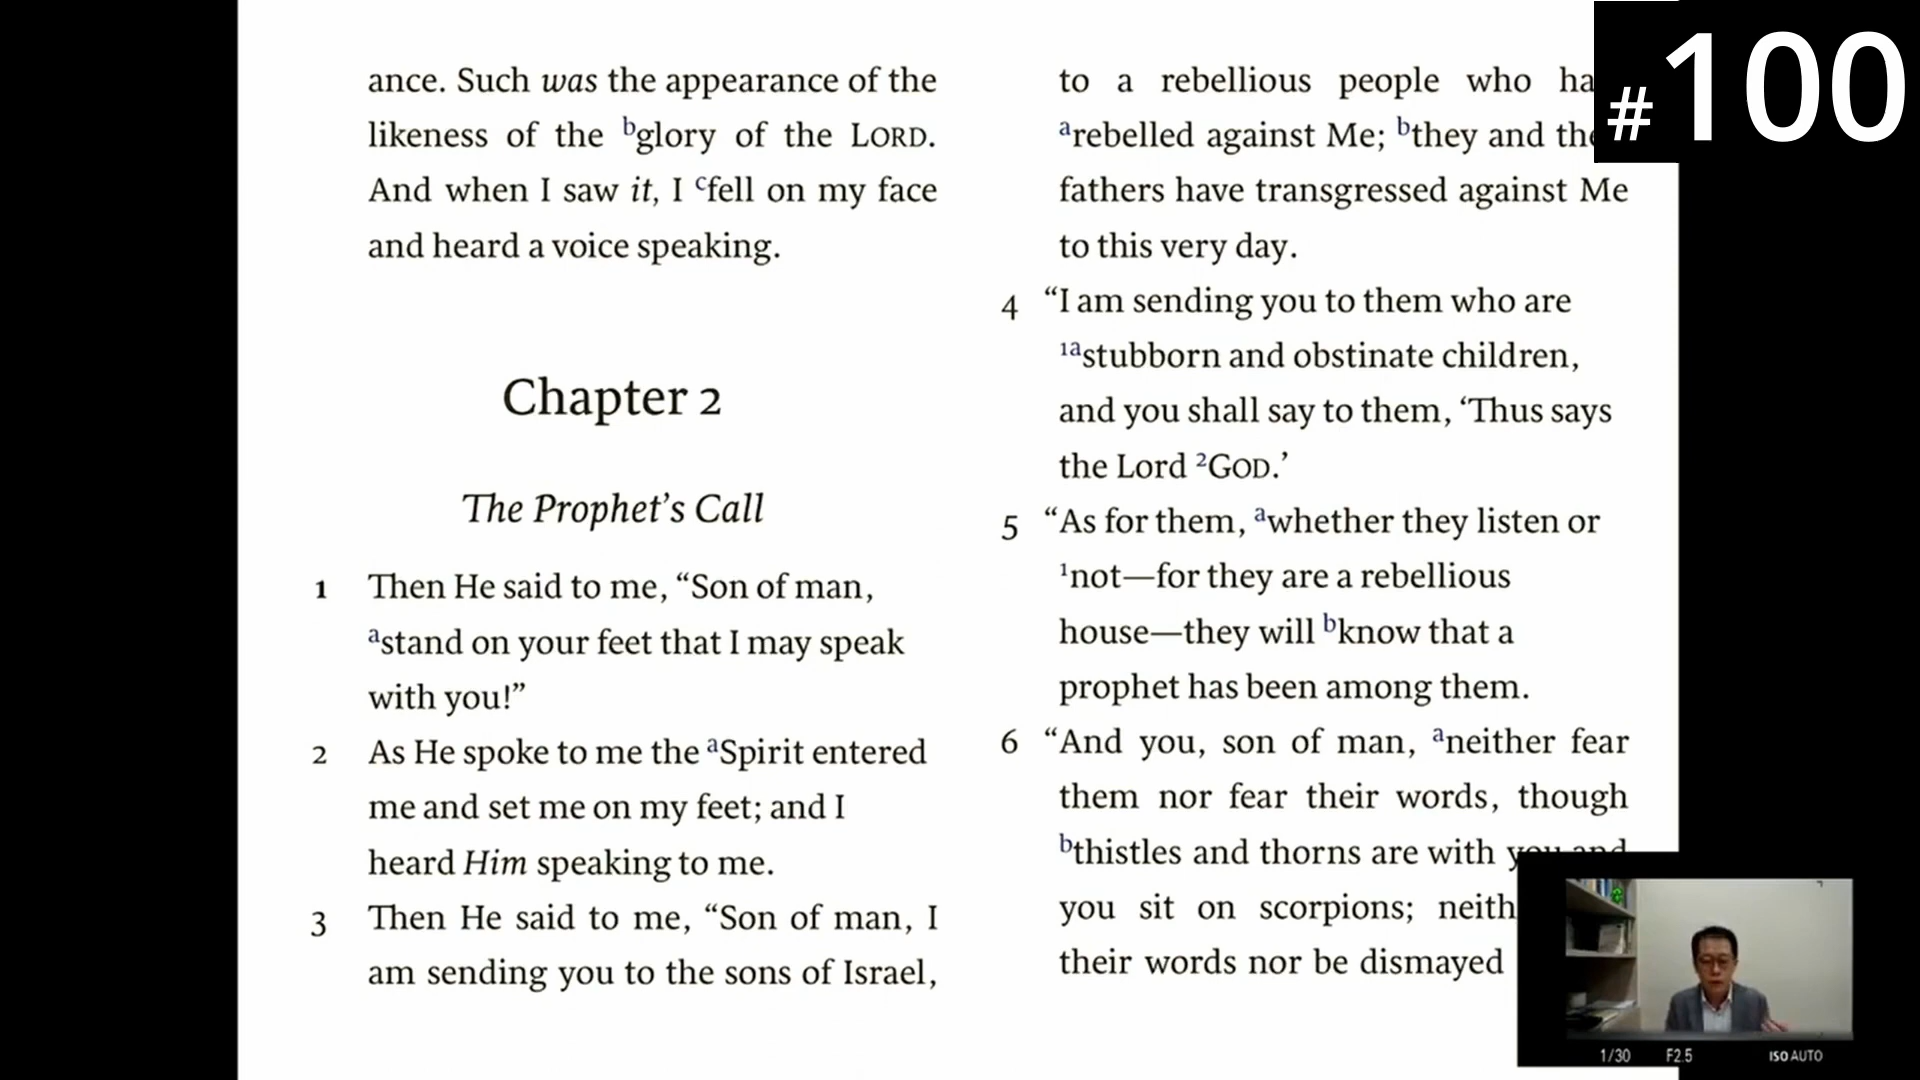 ance. Such was the appearance of the
likeness of the bglory of the LORD.
And when I saw it, I cfell on my face
and heard a voice speaking.
Chapter 2
The Prophet’s Call
1 Then He said to me, “Son of man,
astand on your feet that I may speak
with you!”
2 As He spoke to me the aSpirit entered
me and set me on my feet; and I
heard Him speaking to me.
3 Then He said to me, “Son of man, I
am sending you to the sons of Israel,
to a rebellious people who
arebelled against Me; bthey and
fathers have transgressed against Me
to this very day.
4 “I am sending you to them who are
1astubborn and obstinate children,
and you shall say to them, ‘Thus says
the Lord 2GOD.’
5 “As for them, awhether they listen or
1not—for they are a rebellious
house—they will bknow that a
prophet has been among them.
6 “And you, son of man, aneither fear
them nor fear their words, though
bthistles and thorns are with you and
you sit on scorpions;
their words nor be dismayed
#100
1/30 F2.5 ISO AUTO